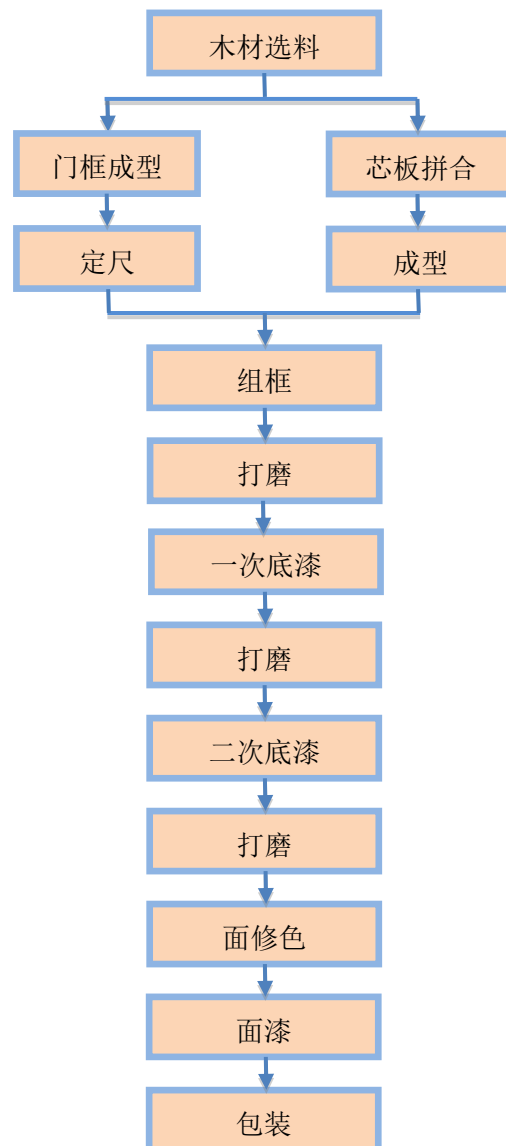 木材选料
门框成型
芯板拼合
定尺
成型
组框
打磨
一次底漆
打磨
二次底漆
打磨
面修色
面漆
包装